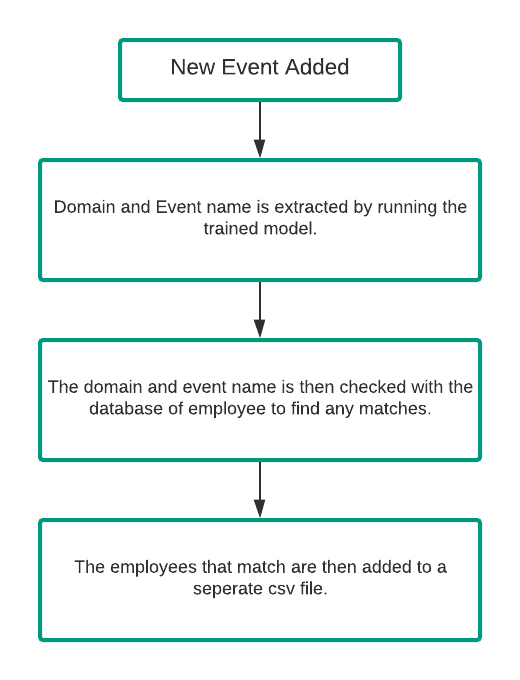 New Event Added
Domain and Event name is extracted by running the
trained model.
The domain and event name is then checked with the
database of employee to find any matches.
The employees that match are then added to a
seperate csv file.